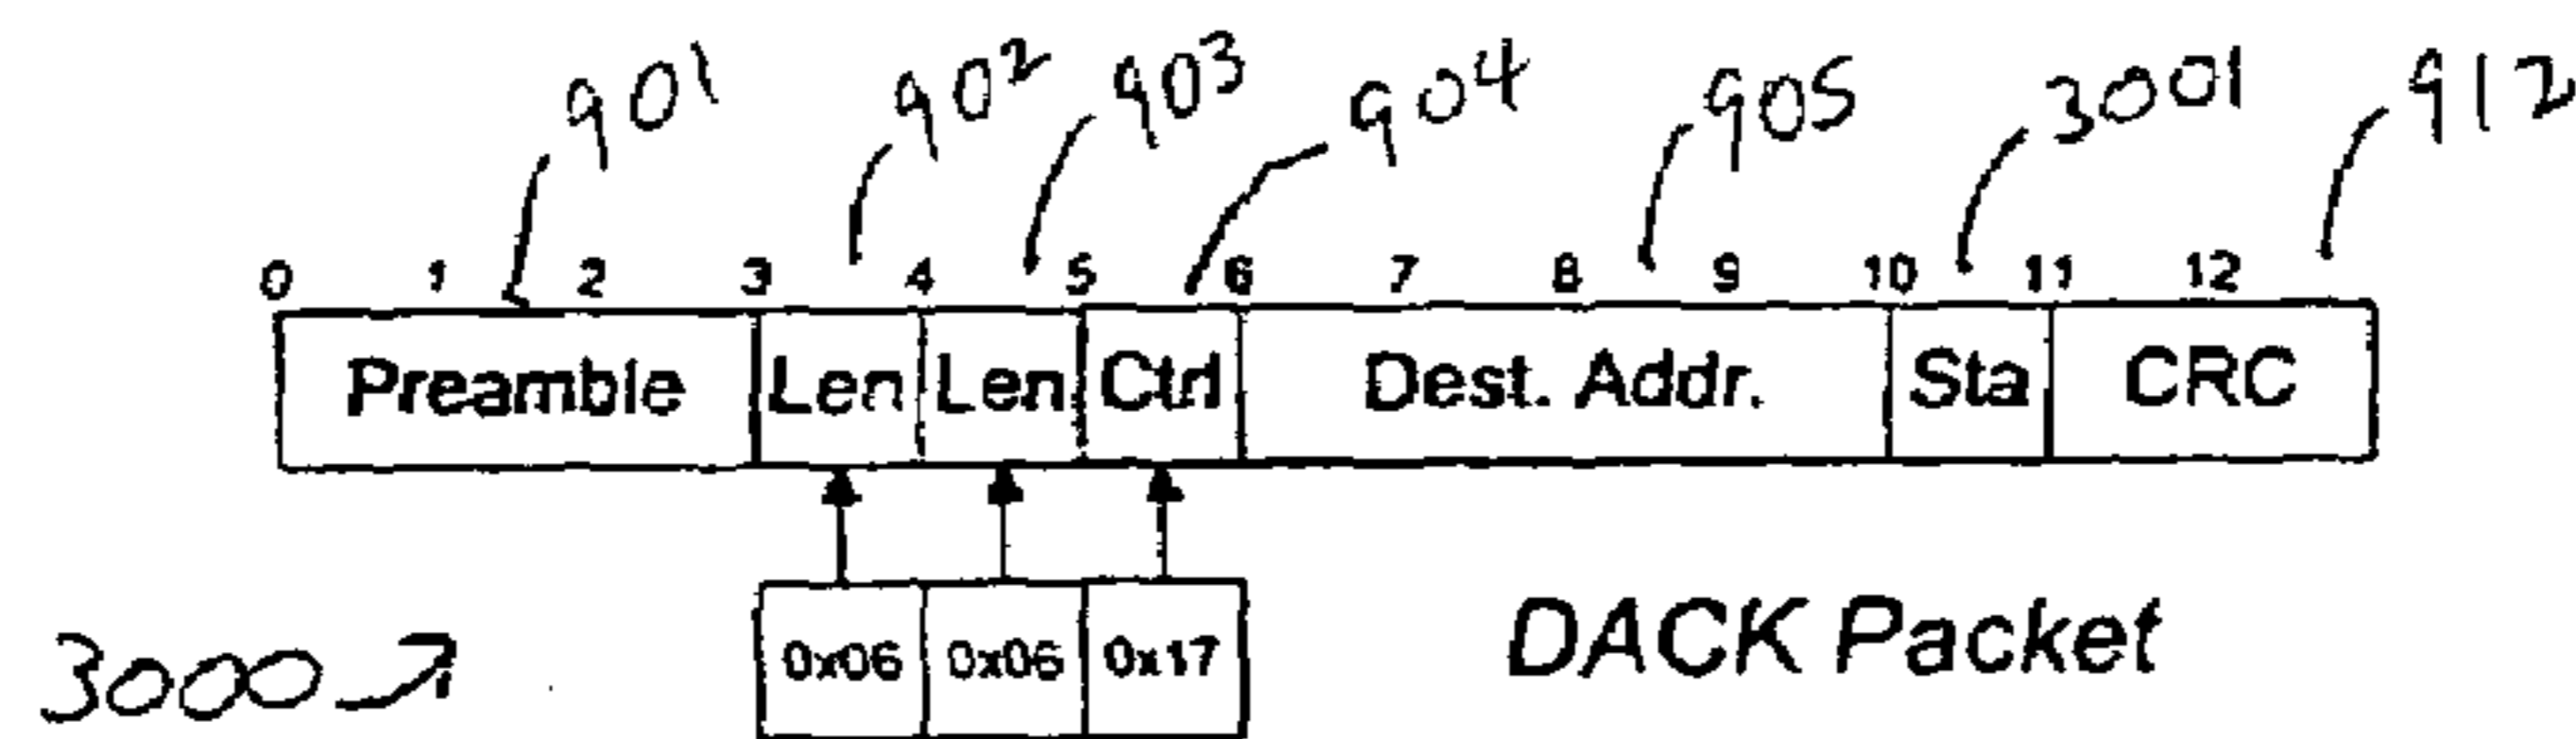 901 902 903 904 905 3001 912
0 1 2 3 4 5 6 7 8 9 10 11 12
Preamble Len Len Ctrl Dest. Addr. Sta CRC
0x06 0x06 0x17
DACK Packet
3000